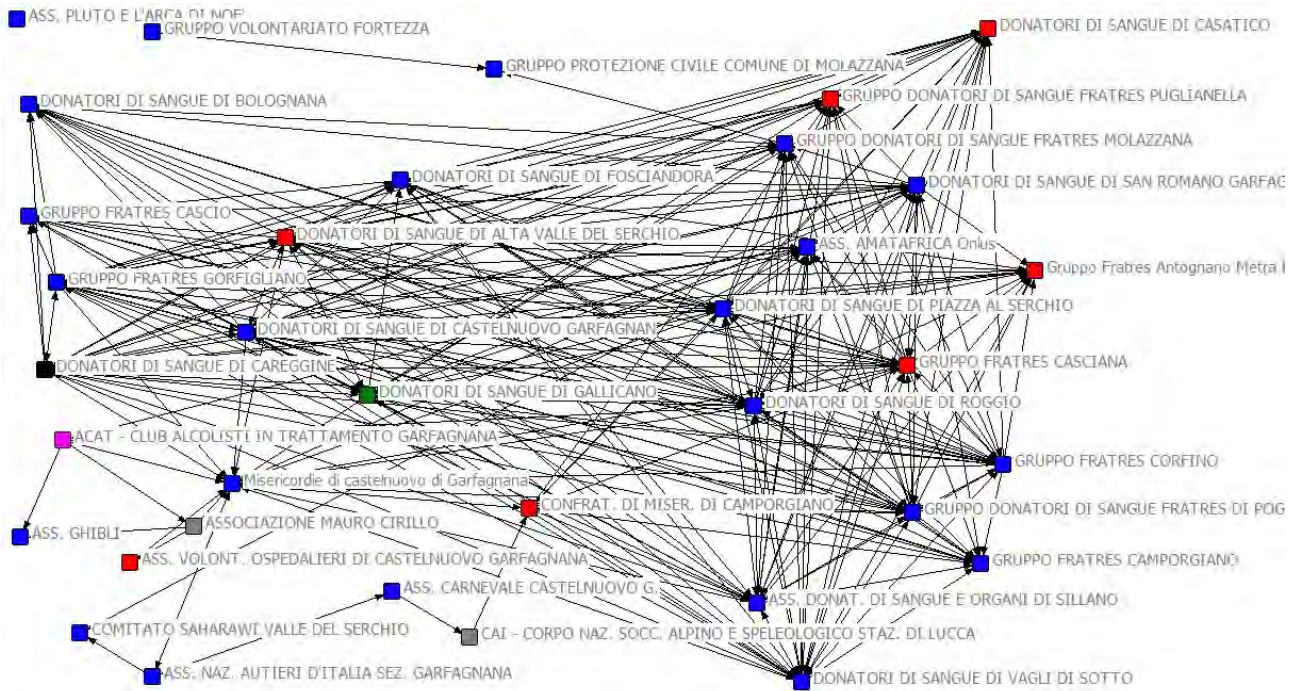 ASS. PLUTO E L'ARCA DI NOE'
GRUPPO VOLONTARIATO FORTEZZA
DONATORI DI SANGUE DI CASATICO
GRUPPO PROTEZIONE CIVILE COMUNE DI MOLAZZANA
DONATORI DI SANGUE DI BOLOGNANA
GRUPPO DONATORI DI SANGUE FRATRES PUGLIANELLA
GRUPPO DONATORI DI SANGUE FRATRES MOLAZZANA
DONATORI DI SANGUE DI FOSCIANDORA
DONATORI DI SANGUE DI SAN ROMANO GARFAG
GRUPPO FRATRES CASCIO
DONATORI DI SANGUE DI ALTA VALLE DEL SERCHIO
ASS. AMATAFRICA Onlus
Gruppo Fratres Antognano Metra
GRUPPO FRATRES GORFIGLIANO
DONATORI DI SANGUE DI PIAZZA AL SERCHIO
DONATORI DI SANGUE DI CASTELNUOVO GARFAGNAN
DONATORI DI SANGUE DI CAREGGINE
GRUPPO FRATRES CASCIANA
DONATORI DI SANGUE DI GALLICANO
DONATORI DI SANGUE DI ROGGIO
ACAT - CLUB ALCOLISTI IN TRATTAMENTO GARFAGNANA
GRUPPO FRATRES CORFINO
Misericordie di castelnuovo di Garfagnana
CONFRAT. DI MISER. DI CAMPORGIANO
GRUPPO DONATORI DI SANGUE FRATRES DI POG
ASSOCIAZIONE MAURO CIRILLO
ASS. GHIBLI
ASS. VOLONT. OSPEDALIERI DI CASTELNUOVO GARFAGNANA
GRUPPO FRATRES CAMPORGIANO
ASS. CARNEVALE CASTELNUOVO G.
ASS. DONAT. DI SANGUE E ORGANI DI SILLANO
COMITATO SAHARAWI VALLE DEL SERCHIO
CAI - CORPO NAZ. SOCC. ALPINO E SPELEOLOGICO STAZ. DI LUCCA
ASS. NAZ. AUTIERI D'ITALIA SEZ. GARFAGNANA
DONATORI DI SANGUE DI VAGLI DI SOTTO